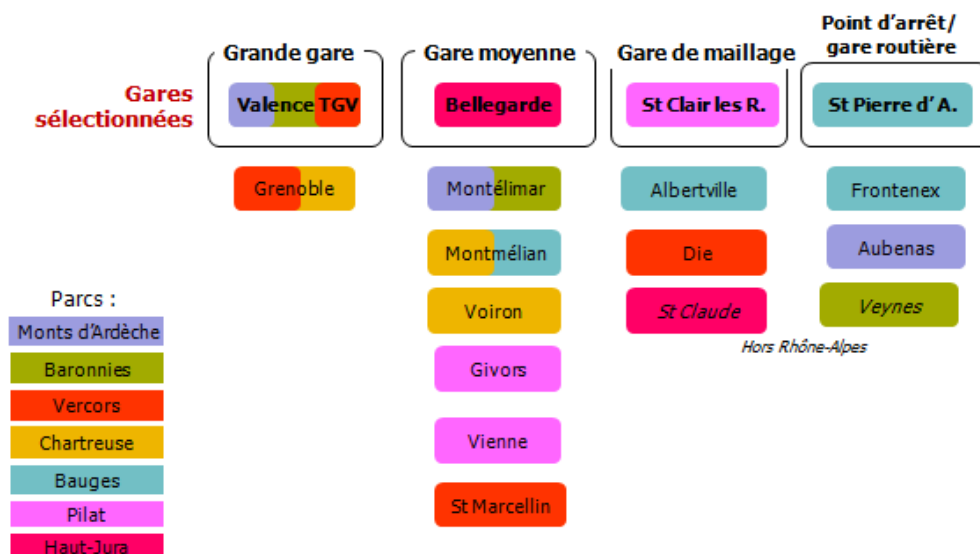 Grande gare
Gare moyenne
Gare de maillage
Point d'arrêt/
gare routière
Gares
sélectionnées
Valence TGV
Bellegarde
St Clair les R.
St Pierre d' A.
Grenoble
Montélimar
Albertville
Frontenex
Montmélian
Die
Aubenas
Voiron
St Claude
Veynes
Hors Rhône-Alpes
Givors
Vienne
St Marcellin
Parcs :
Monts d'Ardèche
Baronnies
Vercors
Chartreuse
Bauges
Pilat
Haut-Jura